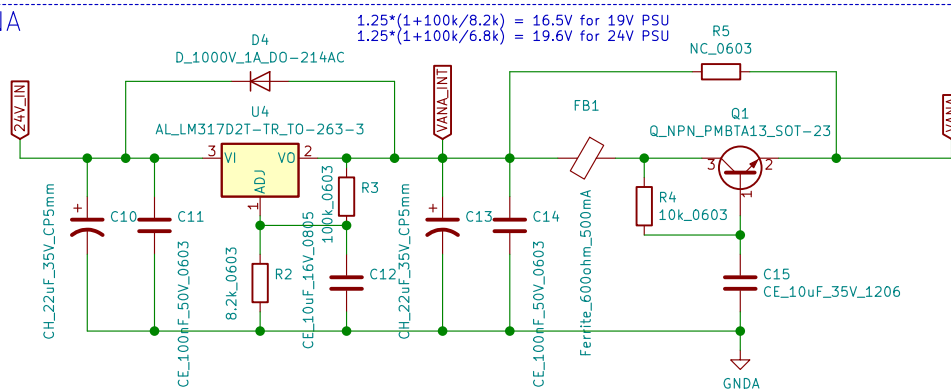 NA
1.25*(1+100k/8.2k) = 16.5V for 19V PSU
1.25*(1+100k/6.8k) = 19.6V for 24V PSU
R5
NC_0603
D4
D_1000V_1A_DO-214AC
24V_IN
VANA_INT
VANA
U4
AL_LM317D2T-TR_TO-263-3
FB1
Ferrite_600ohm_500mA
Q1
Q_NPN_PMBTA13_SOT-23
3
VI
VO
2
ADJ
1
3
2
1
R3
100k_0603
R4
10k_0603
C10
CH_22uF_35V_CP5mm
C11
CE_100nF_50V_0603
R2
8.2k_0603
C12
CE_10uF_16V_0805
C13
CH_22uF_35V_CP5mm
C14
CE_100nF_50V_0603
C15
CE_10uF_35V_1206
+
+
GNDA